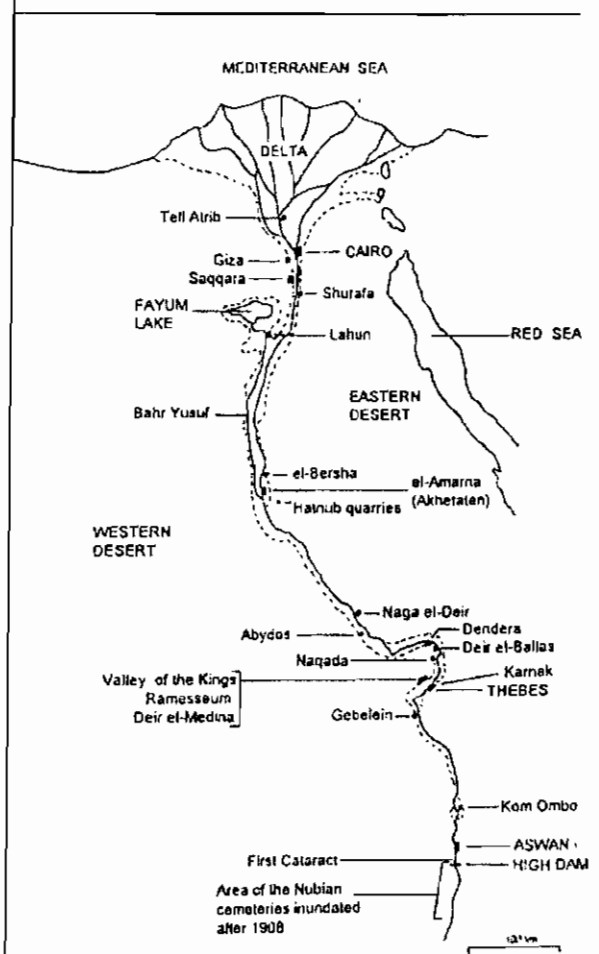 MEDITERRANEAN SEA
DELTA
Tell Atrib
CAIRO
Giza
Saqqara
Shurafa
FAYUM
LAKE
Lahun
RED SEA
EASTERN
DESERT
Bahr Yusuf
el-Bersha
el-Amarna
(Akhetaten)
Hatnub quarries
WESTERN
DESERT
Naga el-Deir
Abydos
Dendera
Deir el-Ballas
Naqada
Karnak
Valley of the Kings
Ramesseum
Deir el-Medina
THEBES
Gebelein
Kom Ombo
ASWAN
First Cataract
HIGH DAM
Area of the Nubian
cemeteries inundated
after 1908